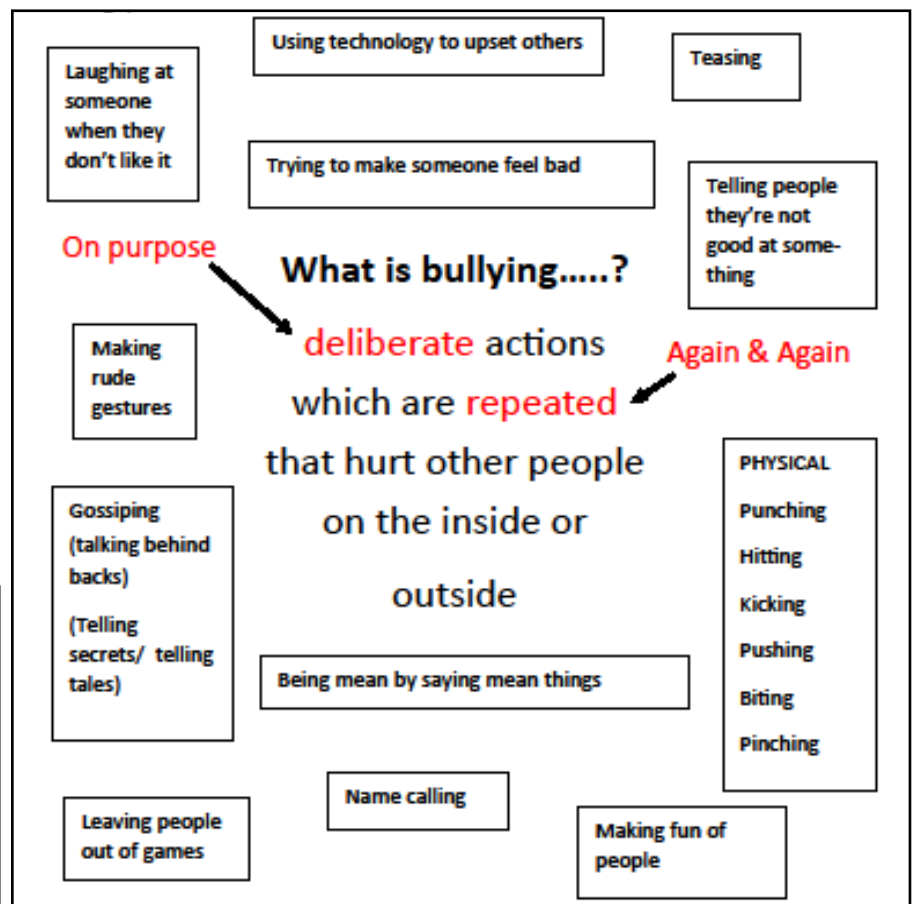 Using technology to upset others
Teasing
Laughing at
someone
when they
don't like it
Trying to make someone feel bad
Telling people
they're not
good at some-
thing
On purpose
What is bullying.....?
deliberate actions
Again & Again
which are repeated
that hurt other people
on the inside or
outside
Making
rude
gestures
PHYSICAL
Punching
Hitting
Kicking
Pushing
Biting
Pinching
Gossiping
(talking behind
backs)
(Telling
secrets/ telling
tales)
Being mean by saying mean things
Name calling
Leaving people
out of games
Making fun of
people